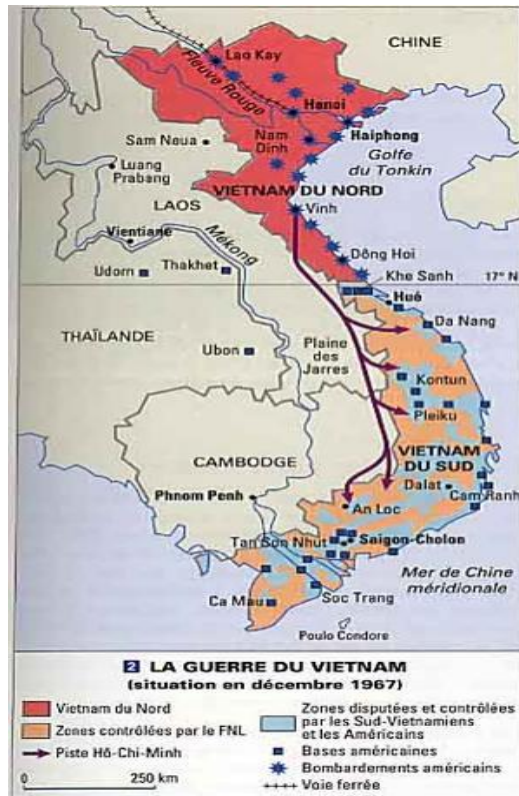 CHINE
Lao Kay
Fleuve Rouge
Hanoi
Nam
Dinh
Haiphong
Sam Neua
Golfe
du Tonkin
Luang
Prabang
VIETNAM DU NORD
LAOS
Vinh
Vientiane
Mékong
Dông Hoi
Udorn
Thakhet
Khe Sanh
17° N
Hué
THAÏLANDE
Da Nang
Plaine
des
Jarres
Ubon
Kontun
Pleiku
VIETNAM
DU SUD
CAMBODGE
Dalat
Cam Ranh
Phnom Penh
An Loc
Tan Son Nhut
Saigon-Cholon
Mer de Chine
méridionale
Ca Mau
Soc Trang
Poulo Condore
2 LA GUERRE DU VIETNAM
(situation en décembre 1967)
Vietnam du Nord
Zones contrôlées par le FNL
Piste Hô-Chi-Minh
0 250 km
Zones disputées et contrôlées
par les Sud-Vietnamiens
et les Américains
Bases américaines
Bombardements américains
Voie ferrée